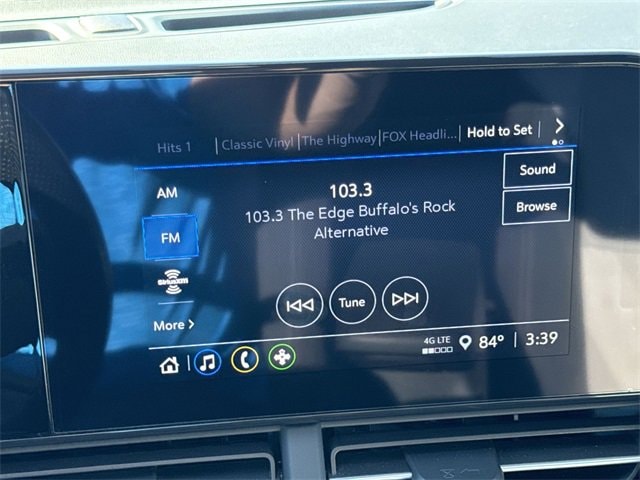 Hits 1 Classic Vinyl The Highway FOX Headli... Hold to Set
AM
FM
SiriusXM
More >
103.3
103.3 The Edge Buffalo's Rock
Alternative
Tune
Sound
Browse
4G LTE 84° 3:39